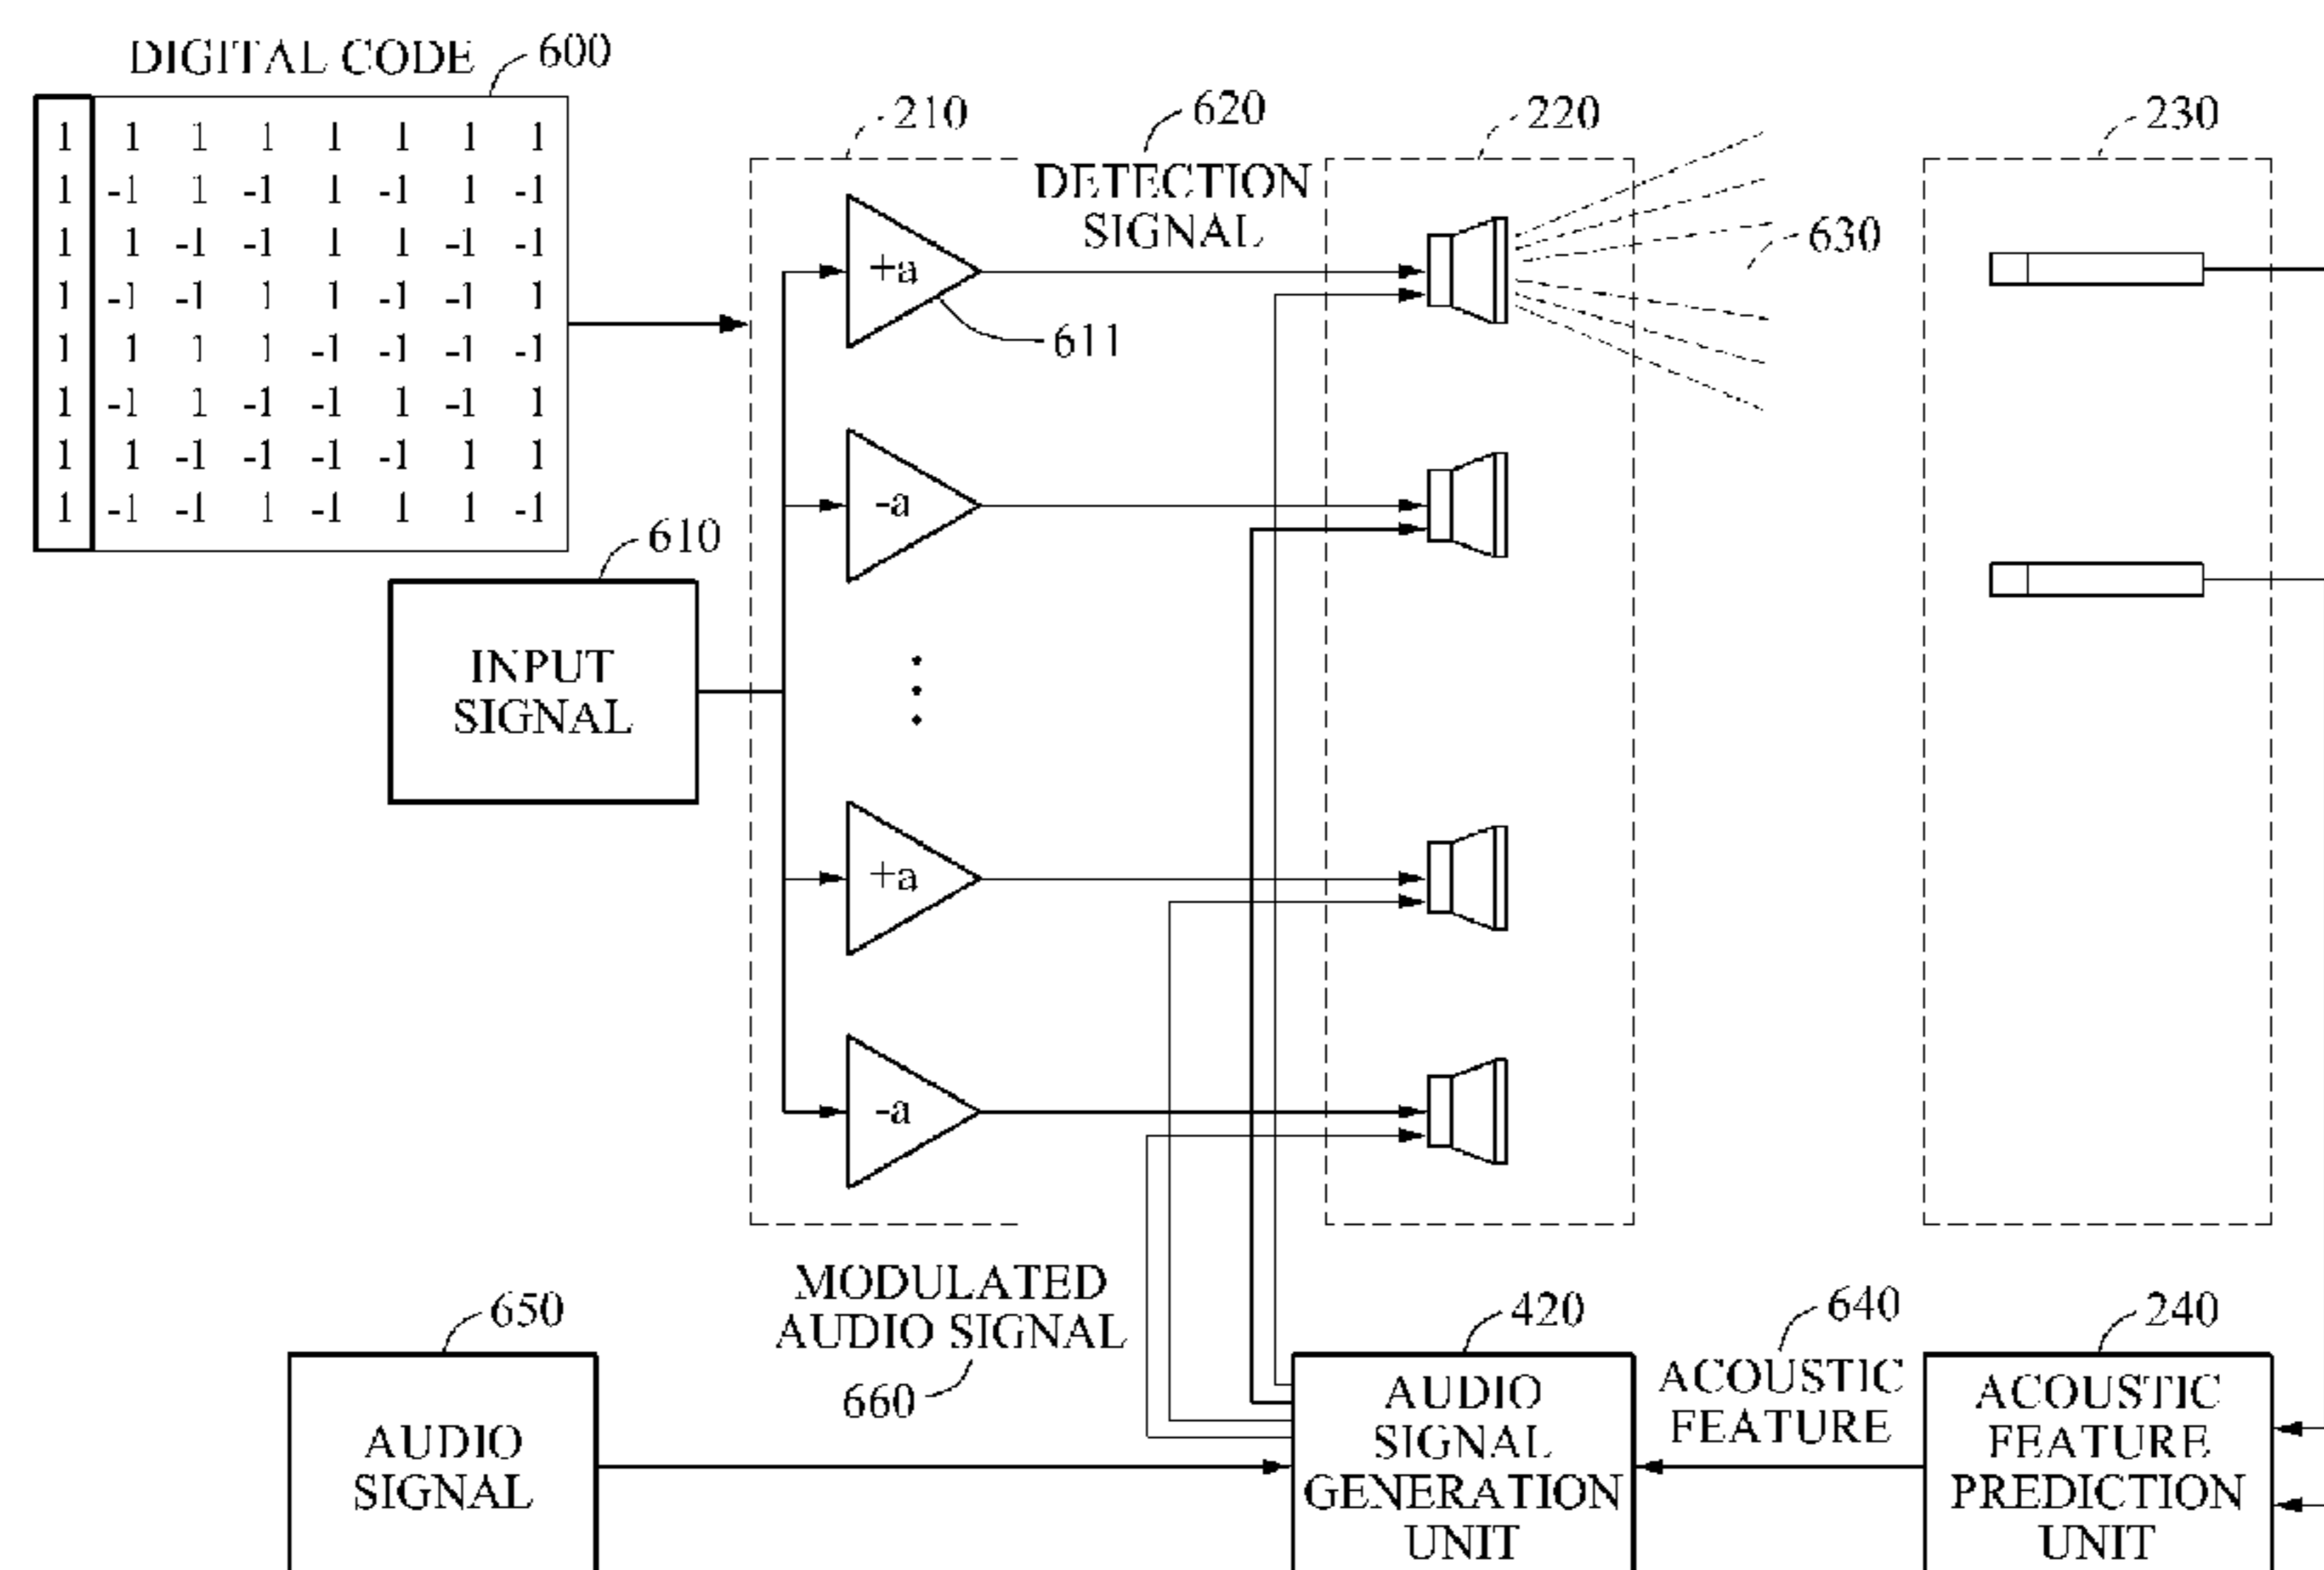 DIGITAL CODE 600
1 1 1 1 1 1 1 1
1 -1 1 -1 1 -1 1 -1
1 1 -1 -1 1 1 -1 -1
1 -1 -1 1 1 -1 -1 1
1 1 1 1 -1 -1 -1 -1
1 -1 1 -1 -1 1 -1 1
1 1 -1 -1 -1 -1 1 1
1 -1 -1 1 -1 1 1 -1
210
620
DETECTION
SIGNAL
220
630
230
+a
611
-a
610
INPUT
SIGNAL
+a
-a
MODULATED
AUDIO SIGNAL
660
650
AUDIO
SIGNAL
420
AUDIO
SIGNAL
GENERATION
UNIT
640
ACOUSTIC
FEATURE
240
ACOUSTIC
FEATURE
PREDICTION
UNIT